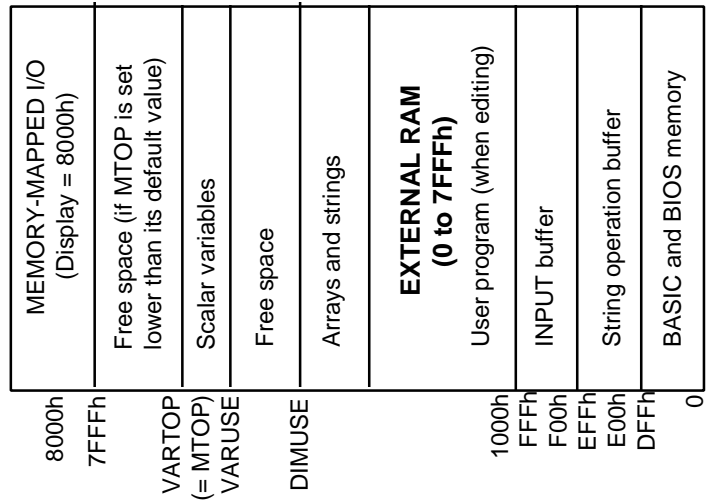 MEMORY-MAPPED I/O
(Display = 8000h)
Free space (if MTOP is set
lower than its default value)
Scalar variables
Free space
Arrays and strings
EXTERNAL RAM
(0 to 7FFFh)
User program (when editing)
INPUT buffer
String operation buffer
BASIC and BIOS memory
8000h
7FFFh
VARTOP
(= MTOP)
VARUSE
DIMUSE
1000h
FFFh
F00h
EFFh
E00h
DFFh
0